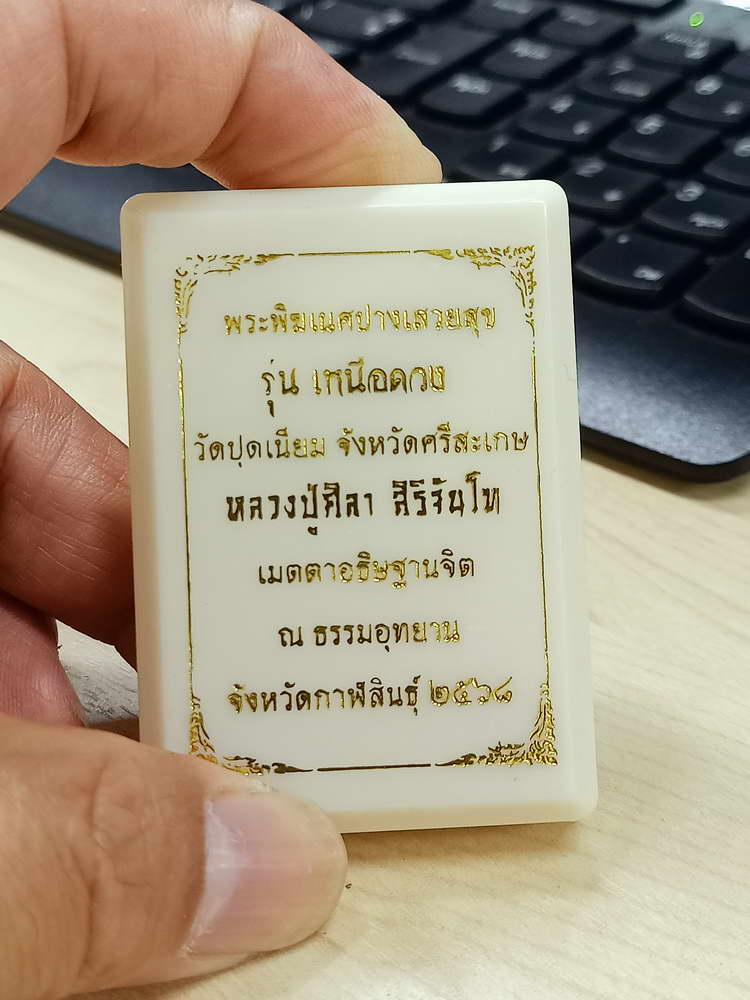 พระพิฆเนศปางเสวยสุข
รุ่น เหนือดวง
วัดปุดเนียม จังหวัดศรีสะเกษ
หลวงปู่ศิลา สิริจันโท
เมตตาอธิษฐานจิต
ณ ธรรมอุทยาน
จังหวัดกาฬสินธุ์ ๒๕๖๘